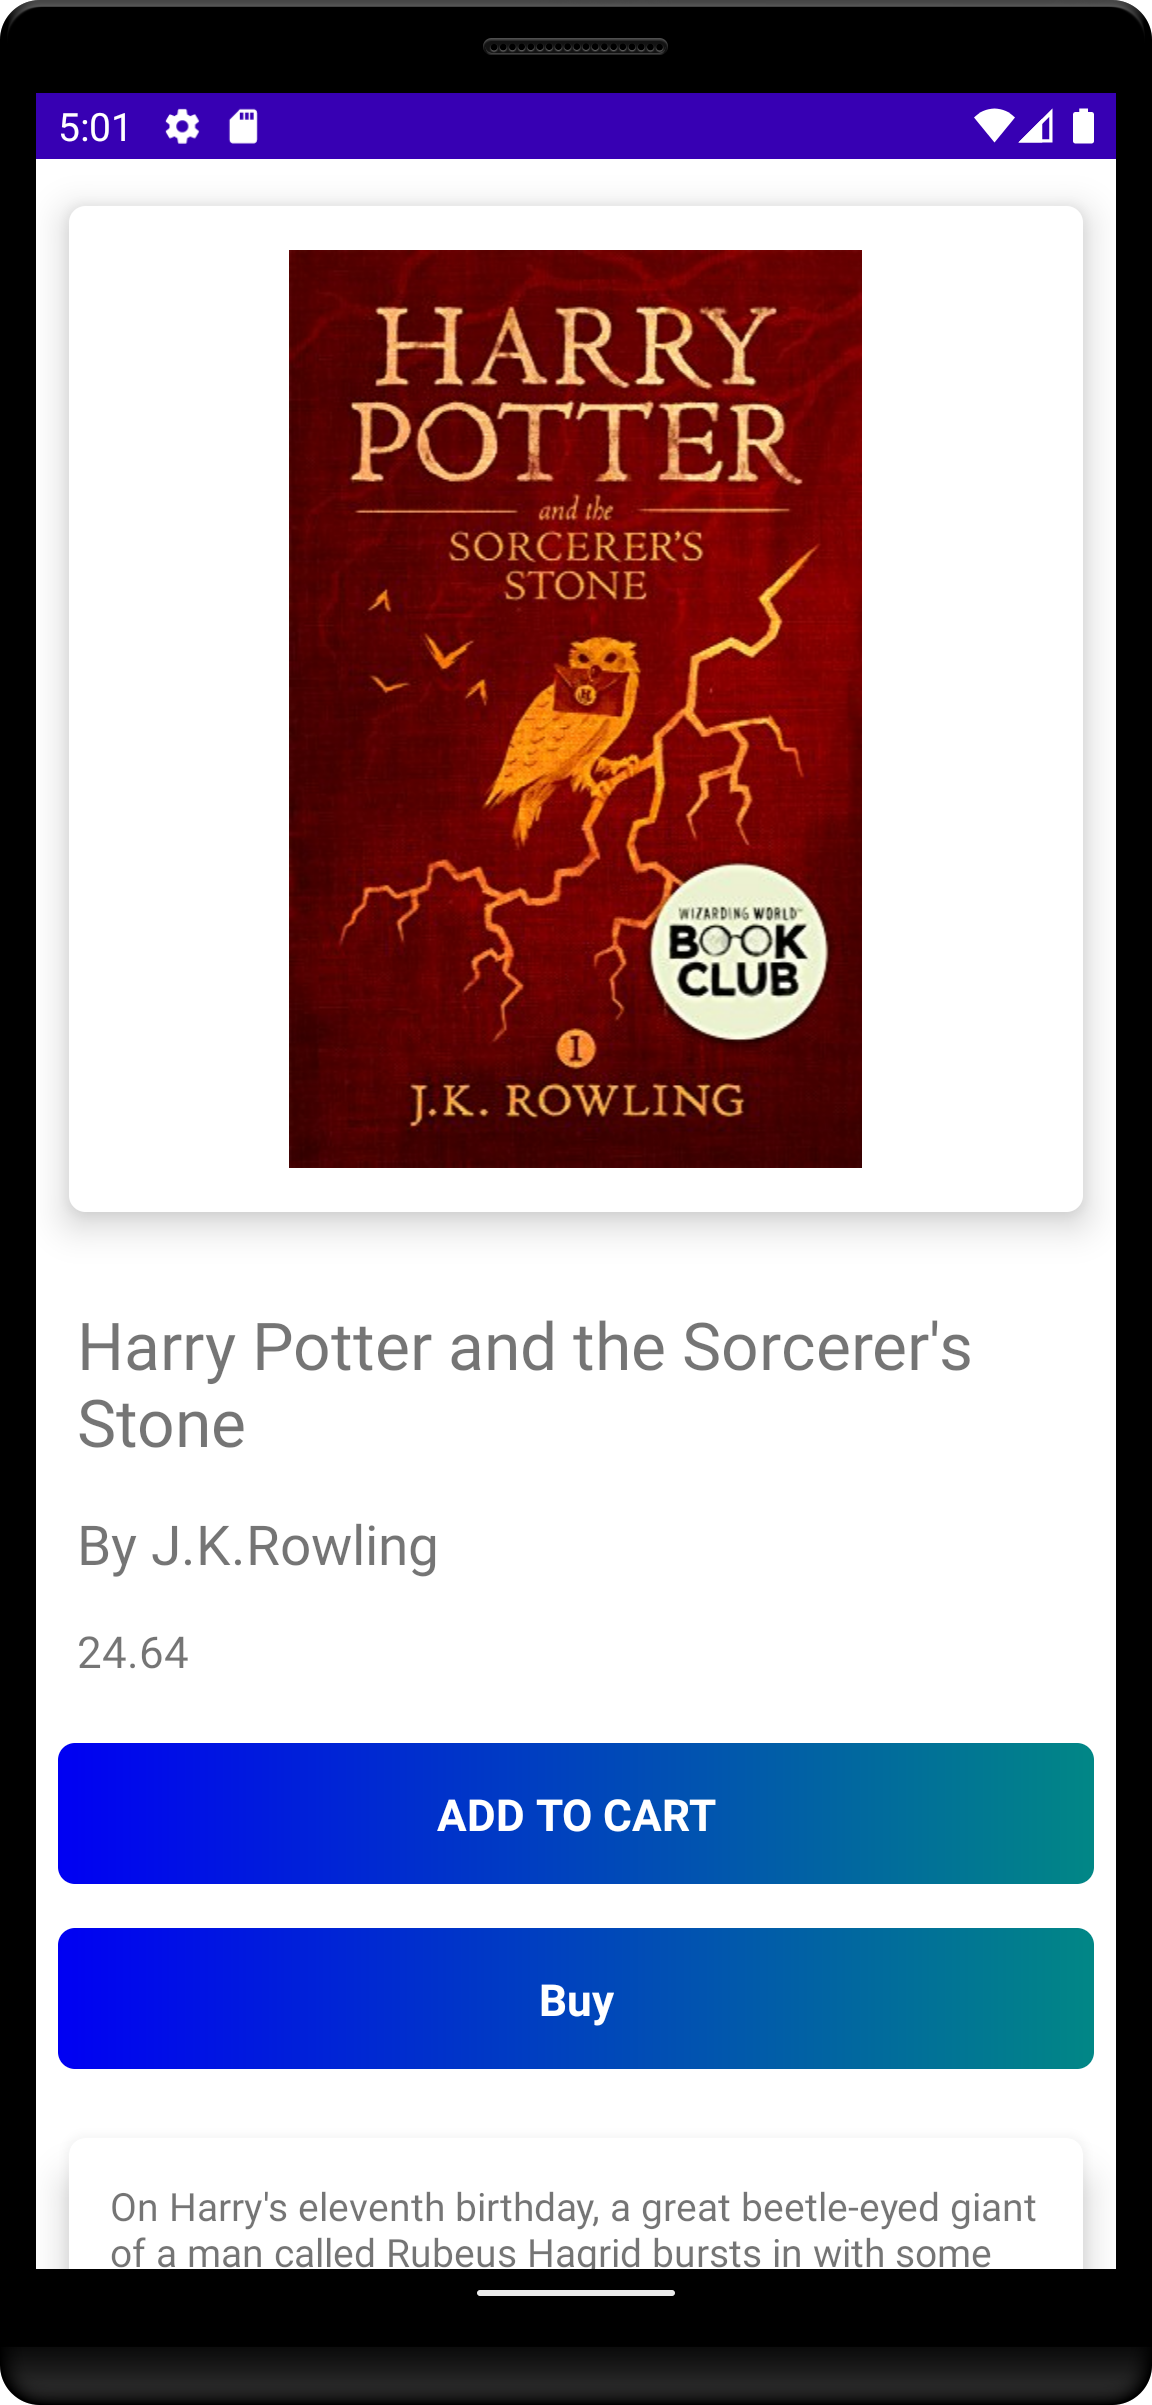 5:01
HARRY
POTTER
and the
SORCERER'S
STONE
H
WIZARDING WORLD
BOOK
CLUB
I
J.K. ROWLING
Harry Potter and the Sorcerer's
Stone
By J.K.Rowling
24.64
ADD TO CART
Buy
On Harry's eleventh birthday, a great beetle-eyed giant
of a man called Rubeus Hagrid bursts in with some